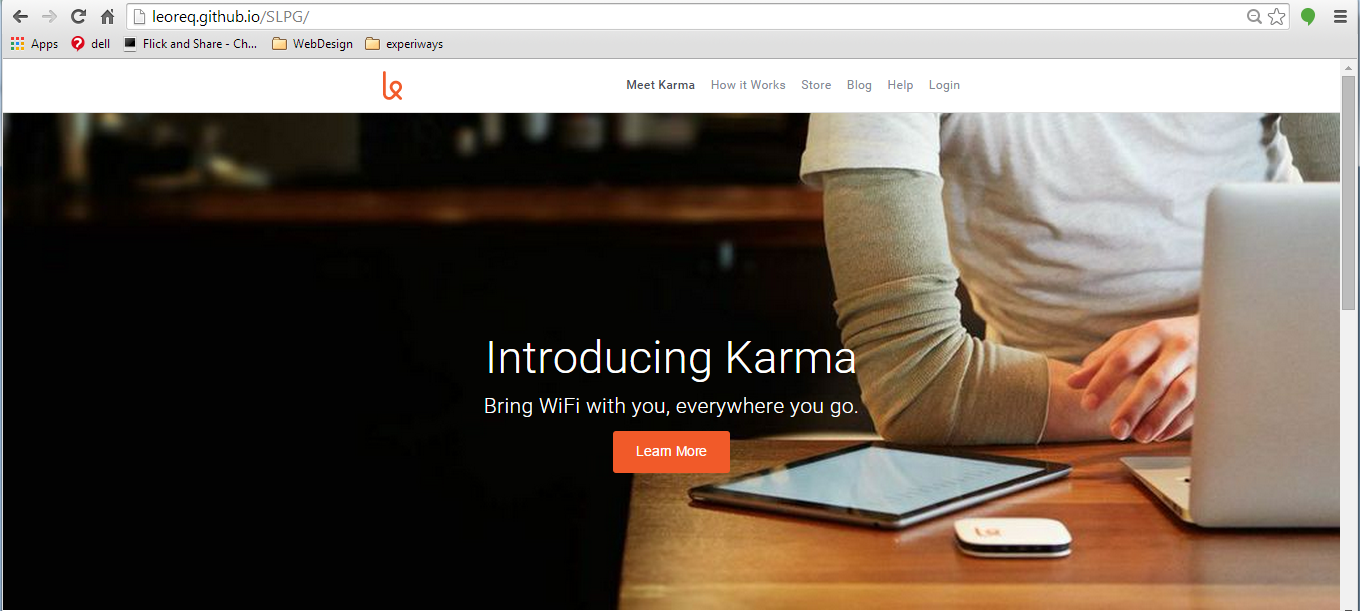 leoreq.github.io/SLPG/
Apps dell Flick and Share - Ch... WebDesign experiways
Meet Karma How it Works Store Blog Help Login
Introducing Karma
Bring WiFi with you, everywhere you go.
Learn More